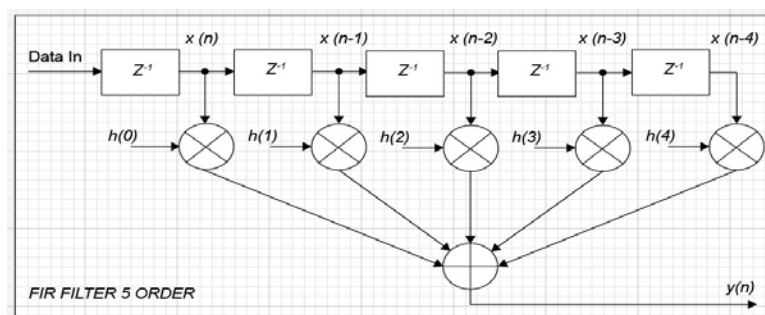 x (n) x (n-1) x (n-2) x (n-3) x (n-4)
Data In
Z-1 Z-1 Z-1 Z-1 Z-1
h(0) h(1) h(2) h(3) h(4)
FIR FILTER 5 ORDER
y(n)